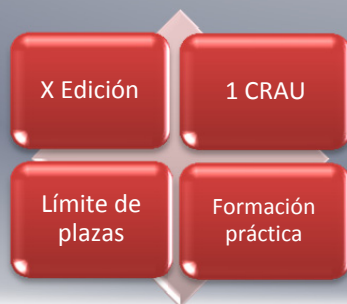 X Edición
1 CRAU
Límite de
plazas
Formación
práctica